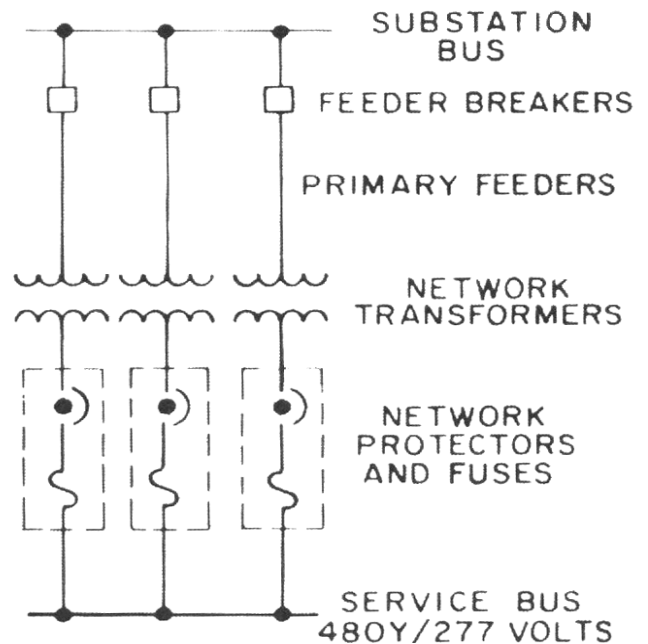 SUBSTATION
BUS
FEEDER BREAKERS
PRIMARY FEEDERS
NETWORK
TRANSFORMERS
NETWORK
PROTECTORS
AND FUSES
SERVICE BUS
480Y/277 VOLTS